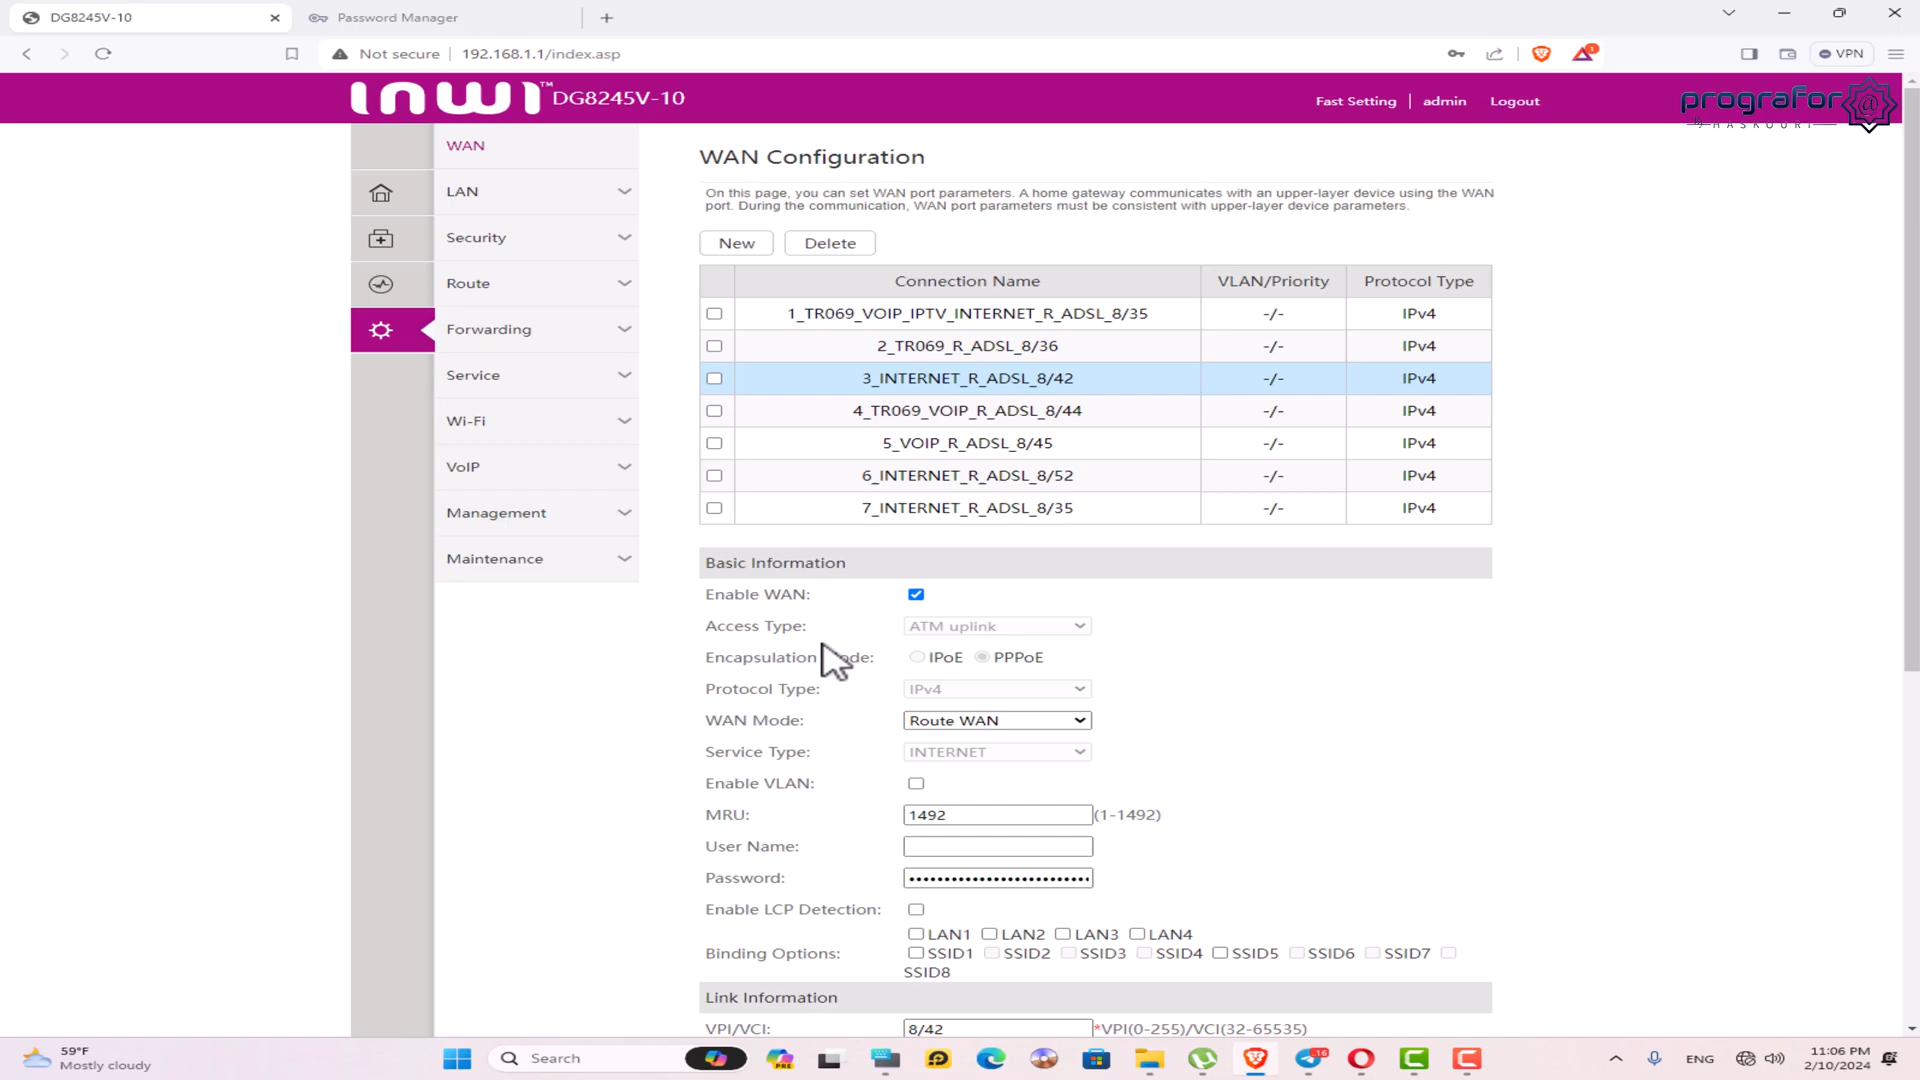 DG8245V-10
Password Manager
Not secure
192.168.1.1/index.asp
1
VPN
inwi™ DG8245V-10
Fast Setting
admin
Logout
prografor@
By HASKOURI
WAN
LAN
Security
Route
Forwarding
Service
Wi-Fi
VoIP
Management
Maintenance
WAN Configuration
On this page, you can set WAN port parameters. A home gateway communicates with an upper-layer device using the WAN
port. During the communication, WAN port parameters must be consistent with upper-layer device parameters.
New Delete
Connection Name VLAN/Priority Protocol Type
1_TR069_VOIP_IPTV_INTERNET_R_ADSL_8/35 -/- IPv4
2_TR069_R_ADSL_8/36 -/- IPv4
3_INTERNET_R_ADSL_8/42 -/- IPv4
4_TR069_VOIP_R_ADSL_8/44 -/- IPv4
5_VOIP_R_ADSL_8/45 -/- IPv4
6_INTERNET_R_ADSL_8/52 -/- IPv4
7_INTERNET_R_ADSL_8/35 -/- IPv4
Basic Information
Enable WAN:
Access Type: ATM uplink
Encapsulation ode: IPoE PPPoE
Protocol Type: IPv4
WAN Mode: Route WAN
Service Type: INTERNET
Enable VLAN:
MRU: 1492 (1-1492)
User Name:
Password: ••••••••••••••••••••••••••
Enable LCP Detection:
LAN1 LAN2 LAN3 LAN4
Binding Options: SSID1 SSID2 SSID3 SSID4 SSID5 SSID6 SSID7
SSID8
Link Information
VPI/VCI: 8/42 *VPI(0-255)/VCI(32-65535)
59°F
Mostly cloudy
Search
PRE
16
ENG
11:06 PM
2/10/2024